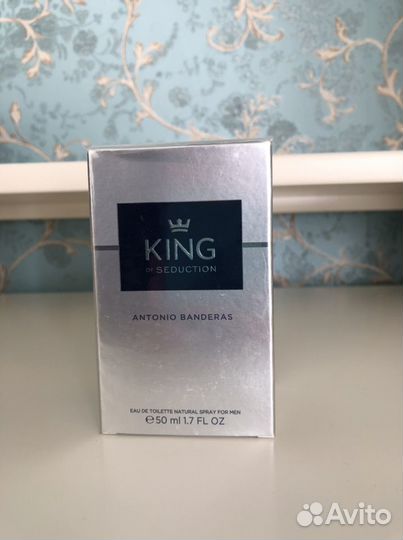 KING
OF SEDUCTION
ANTONIO BANDERAS
EAU DE TOILETTE NATURAL SPRAY FOR MEN
℮50 ml 1.7 FL OZ
Avito